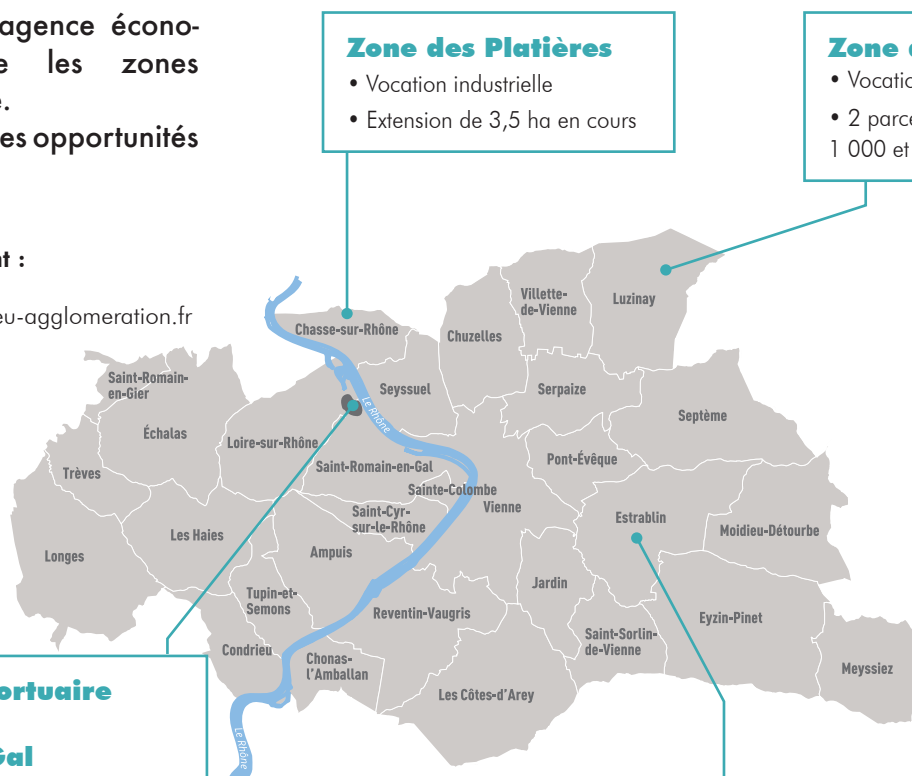 agence écono-
e les zones
e.
es opportunités
nt :
eu-agglomeration.fr
Zone des Platières
• Vocation industrielle
• Extension de 3,5 ha en cours
Zone
• Vocatio
• 2 parce
1 000 et
Chasse-sur-Rhône
Villette-
de-Vienne
Luzinay
Chuzelles
Saint-Romain-
en-Gier
Seyssuel
Serpaize
Le Rhône
Septème
Échalas
Loire-sur-Rhône
Pont-Évêque
Trèves
Saint-Romain-en-Gal
Sainte-Colombe
Vienne
Saint-Cyr-
sur-le-Rhône
Estrablin
Moidieu-Détourbe
Les Haies
Ampuis
Longes
Jardin
Tupin-et-
Semons
Reventin-Vaugris
Eyzin-Pinet
Saint-Sorlin-
de-Vienne
Condrieu
Chonas-
l'Amballan
Meyssiez
Les Côtes-d'Arey
Le Rhône
ortuaire
Gal